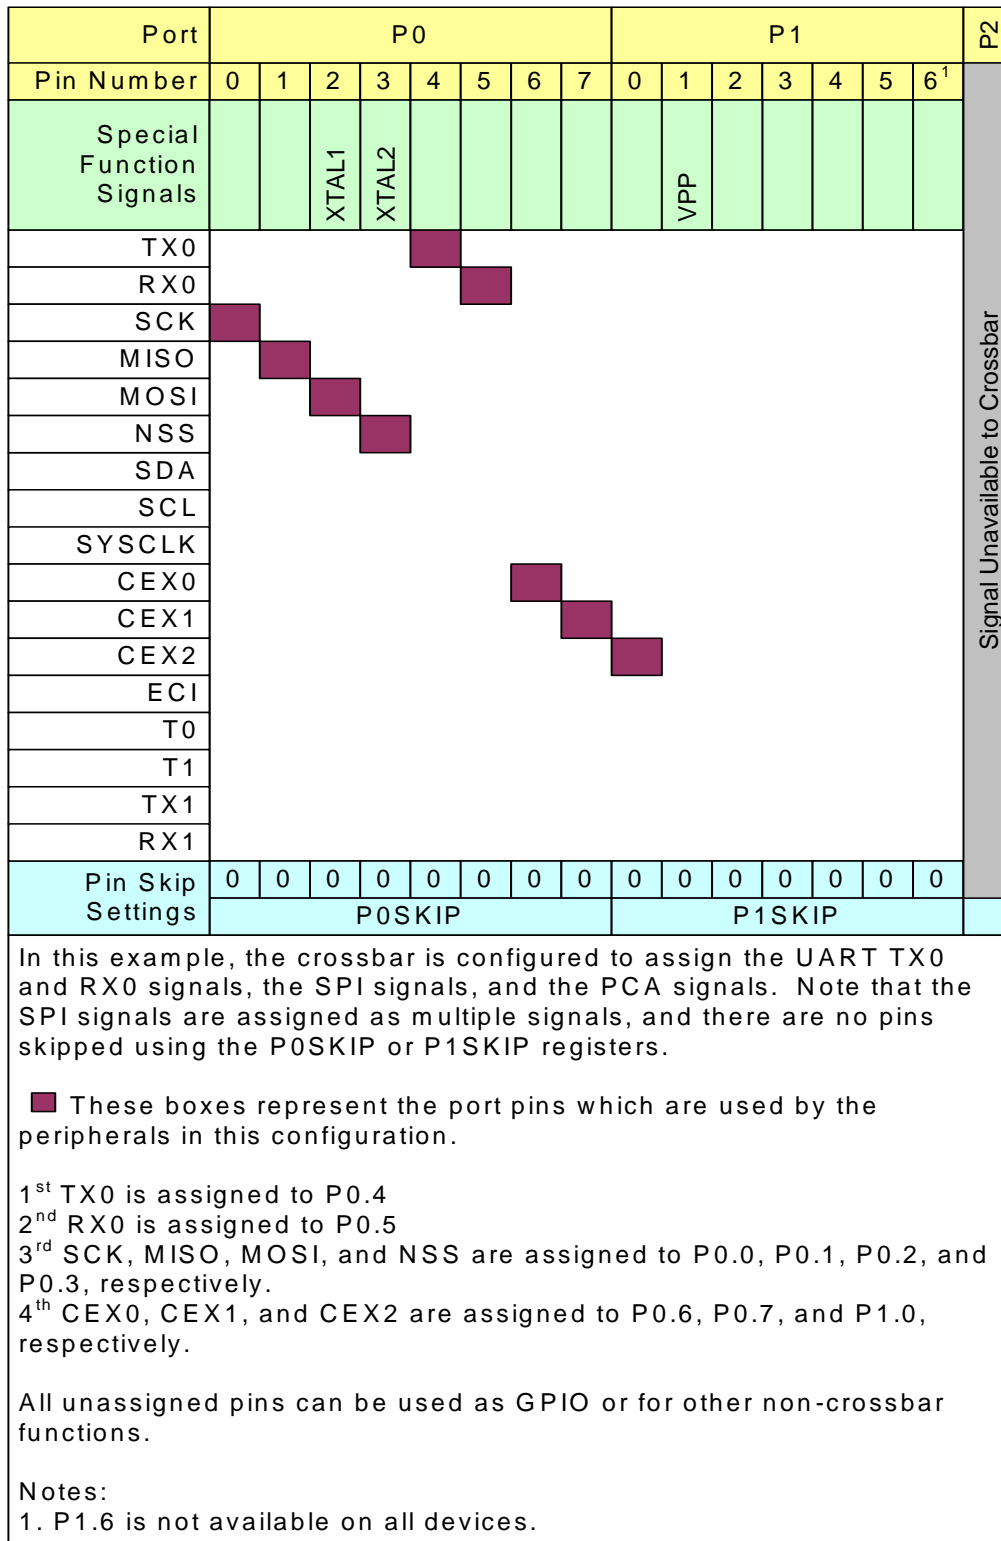 Port P0 P1 P2
Pin Number 0 1 2 3 4 5 6 7 0 1 2 3 4 5 6 1
Special
Function
Signals
XTAL1
XTAL2
VPP
TX0
RX0
SCK
MISO
MOSI
NSS
SDA
SCL
SYSCLK
CEX0
CEX1
CEX2
ECI
T0
T1
TX1
RX1
Signal Unavailable to Crossbar
Pin Skip
Settings
0 0 0 0 0 0 0 0 0 0 0 0 0 0 0
P0SKIP P1SKIP
In this example, the crossbar is configured to assign the UART TX0
and RX0 signals, the SPI signals, and the PCA signals. Note that the
SPI signals are assigned as multiple signals, and there are no pins
skipped using the P0SKIP or P1SKIP registers.
These boxes represent the port pins which are used by the
peripherals in this configuration.
1st TX0 is assigned to P0.4
2nd RX0 is assigned to P0.5
3rd SCK, MISO, MOSI, and NSS are assigned to P0.0, P0.1, P0.2, and
P0.3, respectively.
4th CEX0, CEX1, and CEX2 are assigned to P0.6, P0.7, and P1.0,
respectively.
All unassigned pins can be used as GPIO or for other non-crossbar
functions.
Notes:
1. P1.6 is not available on all devices.